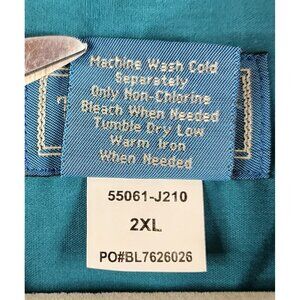 Machine Wash Cold
Separately
Only Non-Chlorine
Bleach When Needed
Tumble Dry Low
Warm Iron
When Needed
55061-J210
2XL
PO#BL7626026